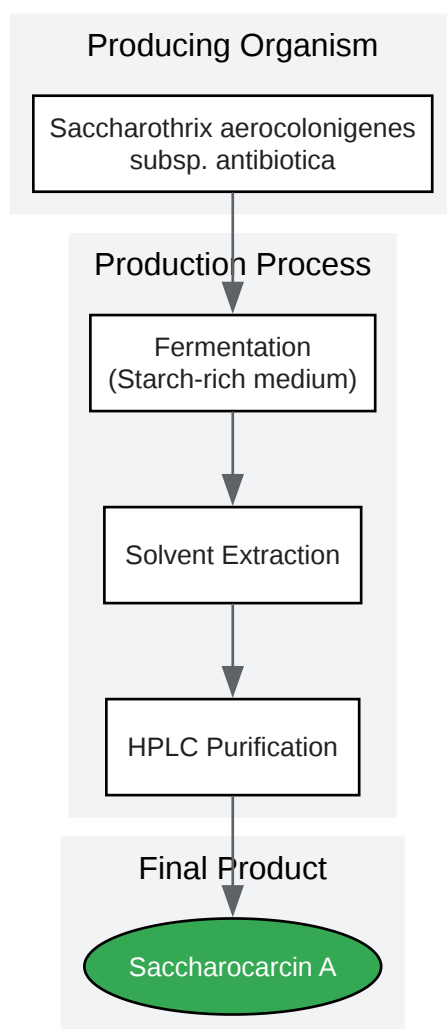 Producing Organism
Saccharothrix aerocolonigenes
subsp. antibiotica
Production Process
Fermentation
(Starch-rich medium)
Solvent Extraction
HPLC Purification
Final Product
Saccharocarcin A